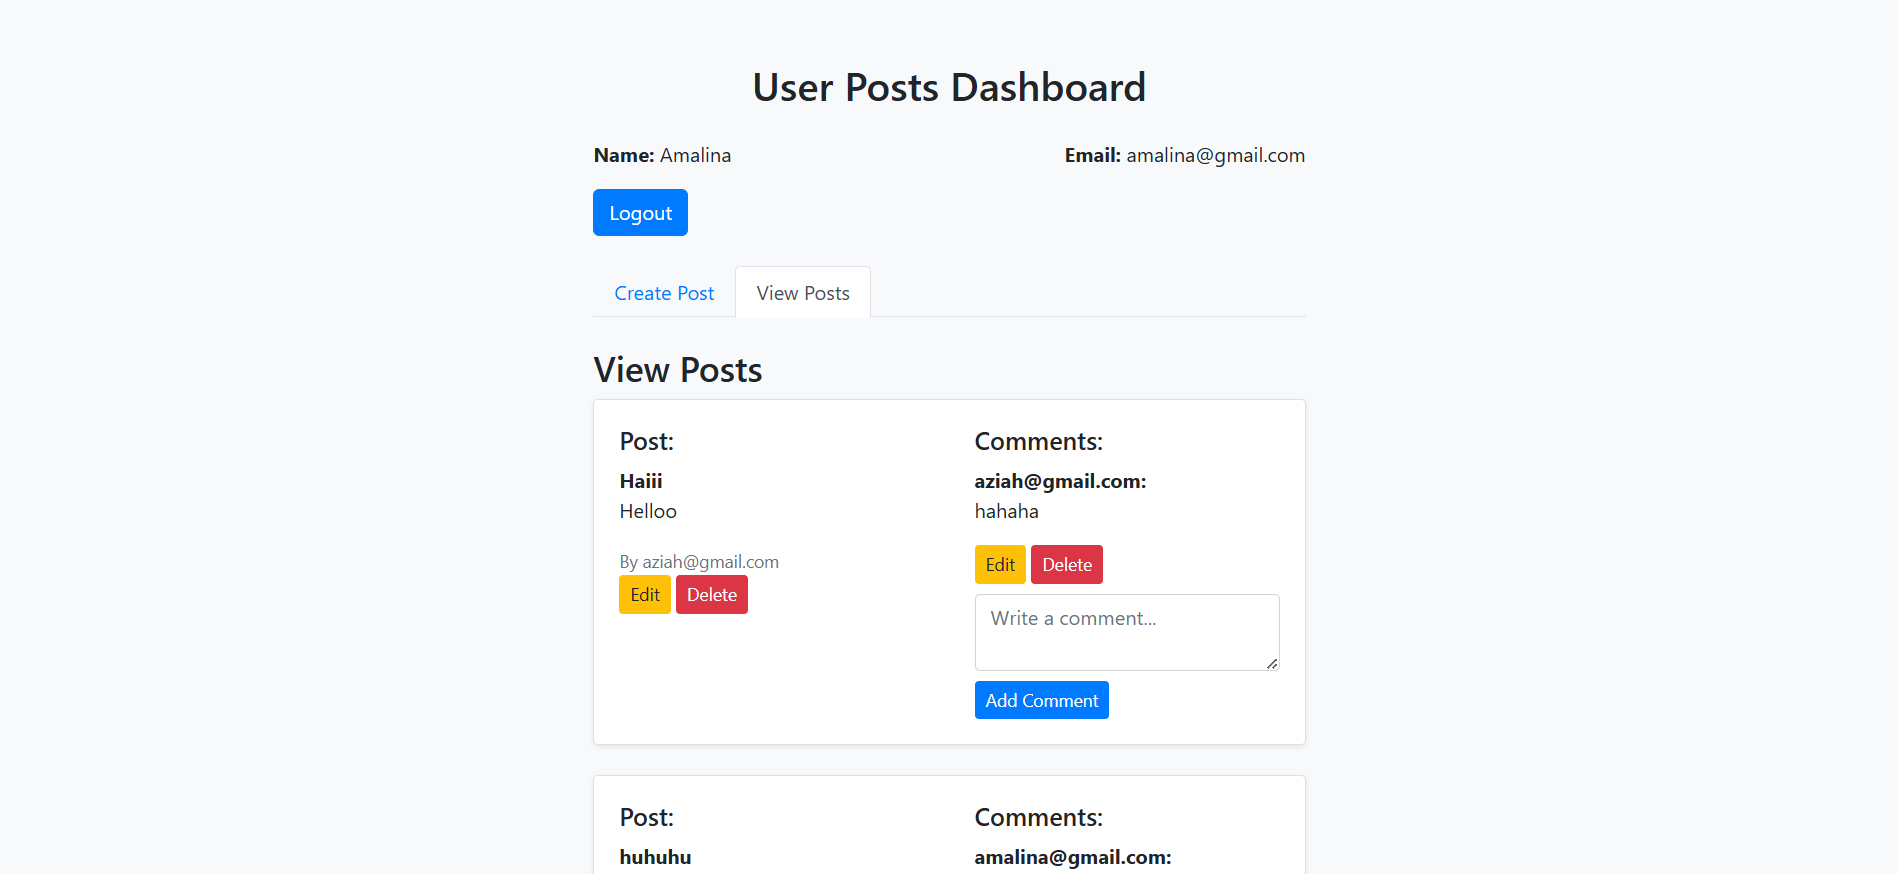 User Posts Dashboard
Name: Amalina
Email: amalina@gmail.com
Logout
Create Post
View Posts
View Posts
Post:
Haiii
Helloo
By aziah@gmail.com
Edit
Delete
Comments:
aziah@gmail.com:
hahaha
Edit
Delete
Write a comment...
Add Comment
Post:
huhuhu
Comments:
amalina@gmail.com: